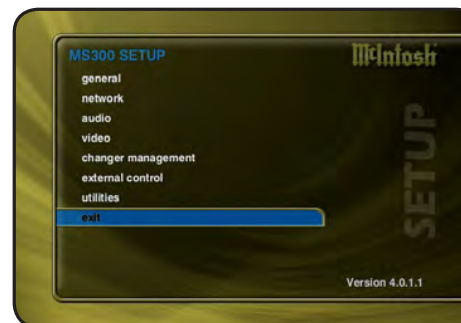 MS300 SETUP
McIntosh
general
network
audio
video
changer management
external control
utilities
exit
SETUP
Version 4.0.1.1